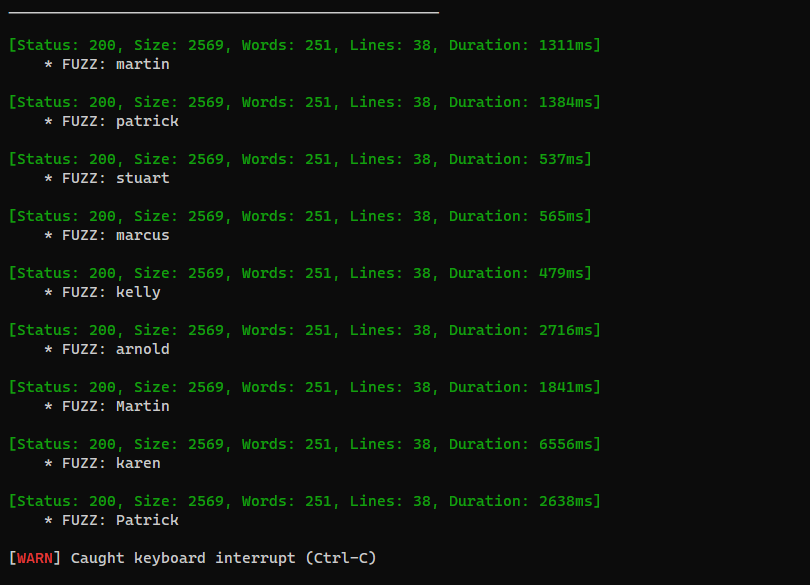 [Status: 200, Size: 2569, Words: 251, Lines: 38, Duration: 1311ms]
* FUZZ: martin
[Status: 200, Size: 2569, Words: 251, Lines: 38, Duration: 1384ms]
* FUZZ: patrick
[Status: 200, Size: 2569, Words: 251, Lines: 38, Duration: 537ms]
* FUZZ: stuart
[Status: 200, Size: 2569, Words: 251, Lines: 38, Duration: 565ms]
* FUZZ: marcus
[Status: 200, Size: 2569, Words: 251, Lines: 38, Duration: 479ms]
* FUZZ: kelly
[Status: 200, Size: 2569, Words: 251, Lines: 38, Duration: 2716ms]
* FUZZ: arnold
[Status: 200, Size: 2569, Words: 251, Lines: 38, Duration: 1841ms]
* FUZZ: Martin
[Status: 200, Size: 2569, Words: 251, Lines: 38, Duration: 6556ms]
* FUZZ: karen
[Status: 200, Size: 2569, Words: 251, Lines: 38, Duration: 2638ms]
* FUZZ: Patrick
[WARN] Caught keyboard interrupt (Ctrl-C)